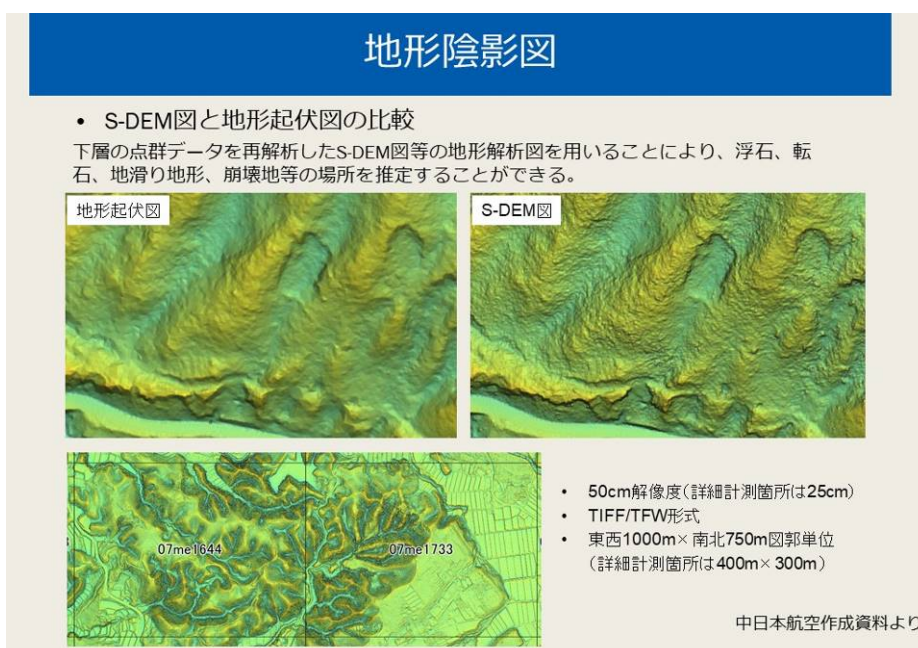 地形陰影図
• S-DEM図と地形起伏図の比較
下層の点群データを再解析したS-DEM図等の地形解析図を用いることにより、浮石、転
石、地滑り地形、崩壊地等の場所を推定することができる。
地形起伏図
S-DEM図
07me1644
07me1733
• 50cm解像度(詳細計測箇所は25cm)
• TIFF/TFW形式
• 東西1000m×南北750m図郭単位
(詳細計測箇所は400m×300m)
中日本航空作成資料より